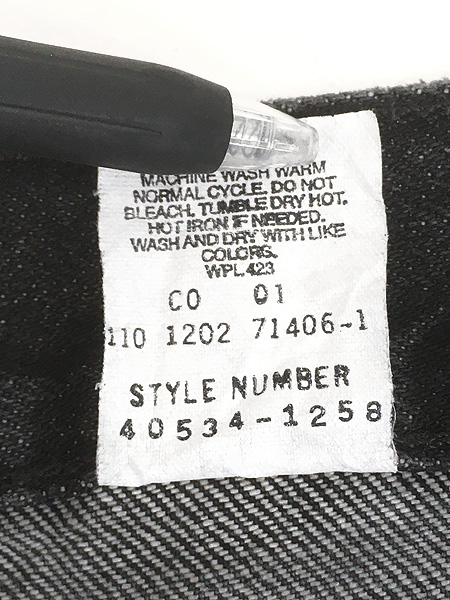 MACHINE WASH WARM
NORMAL CYCLE. DO NOT
BLEACH. TUMBLE DRY HOT.
HOT IRON IF NEEDED.
WASH AND DRY WITH LIKE
COLORS.
WPL 423
CO 01
110 1202 71406-1
STYLE NUMBER
40534-1258